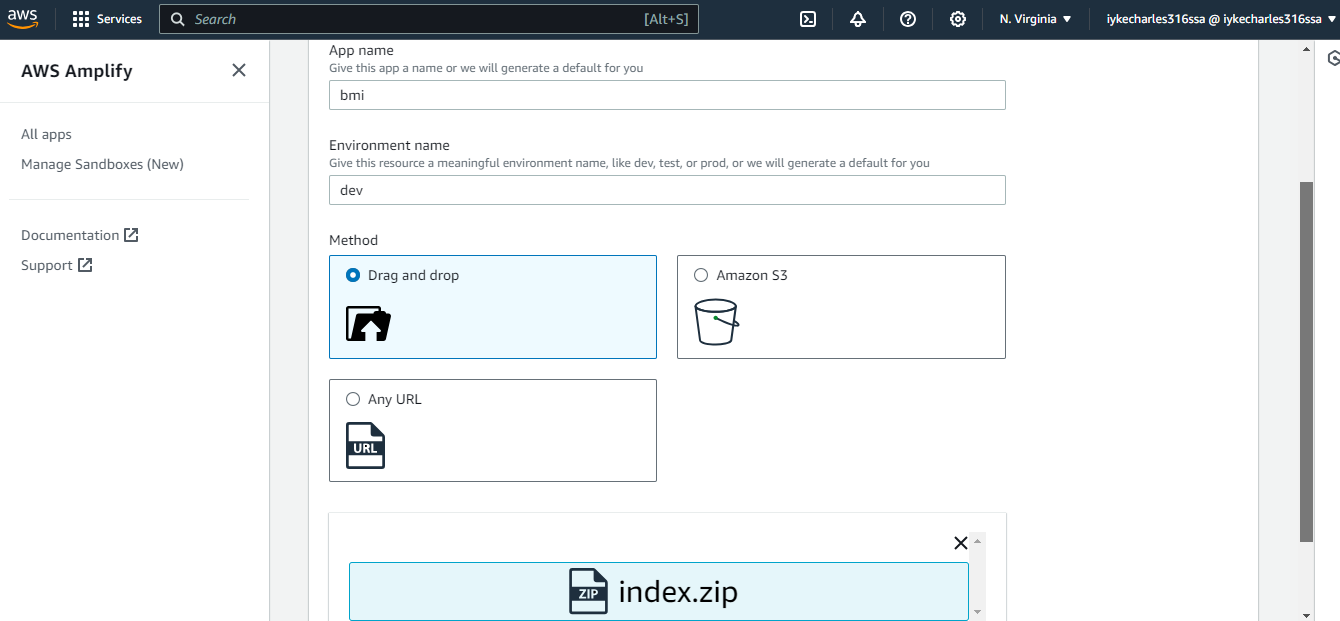 aws
Services
Search
[Alt+S]
N. Virginia
iykecharles316ssa @ iykecharles316ssa
AWS Amplify
All apps
Manage Sandboxes (New)
Documentation
Support
App name
Give this app a name or we will generate a default for you
bmi
Environment name
Give this resource a meaningful environment name, like dev, test, or prod, or we will generate a default for you
dev
Method
Drag and drop
Amazon S3
Any URL
URL
ZIP
index.zip